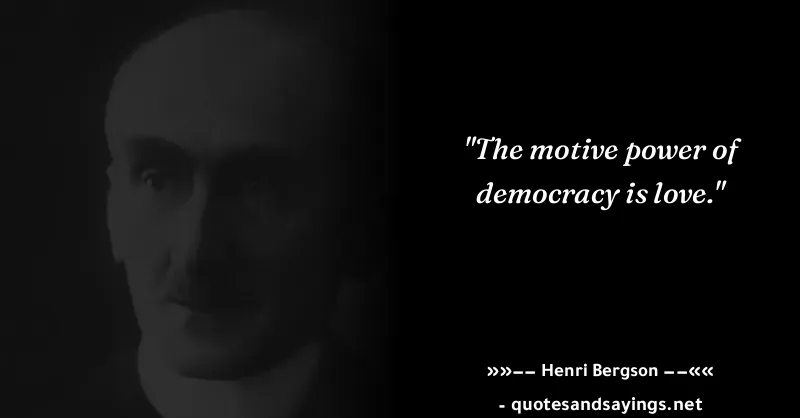 "The motive power of
democracy is love."
»»−− Henri Bergson −−««
- quotesandsayings.net